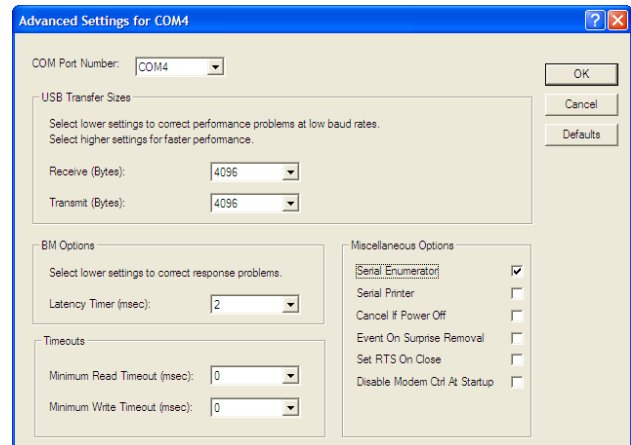 Advanced Settings for COM4
COM Port Number: COM4
OK
USB Transfer Sizes
Cancel
Select lower settings to correct performance problems at low baud rates.
Defaults
Select higher settings for faster performance.
Receive (Bytes): 4096
Transmit (Bytes): 4096
BM Options
Select lower settings to correct response problems.
Latency Timer (msec): 2
Timeouts
Minimum Read Timeout (msec): 0
Minimum Write Timeout (msec): 0
Miscellaneous Options
Serial Enumerator
Serial Printer
Cancel If Power Off
Event On Surprise Removal
Set RTS On Close
Disable Modem Ctrl At Startup